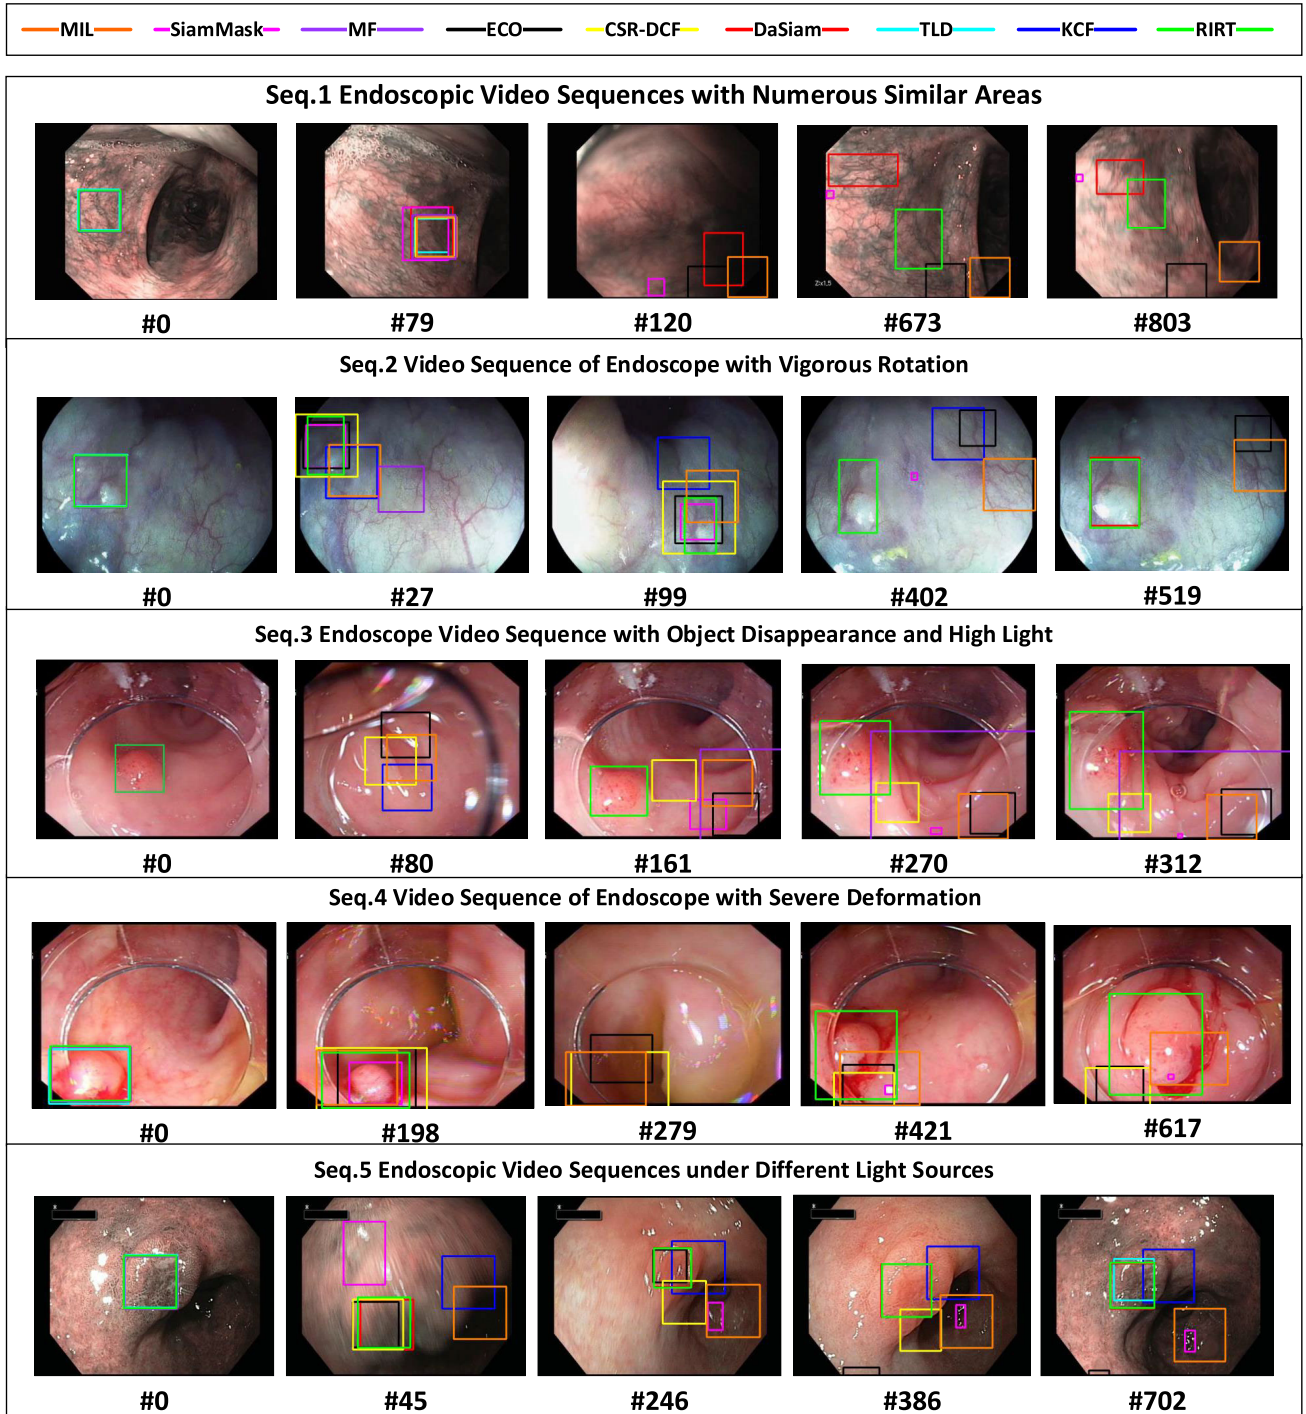 MIL SiamMask MF ECO CSR-DCF DaSiam TLD KCF RIRT
Seq.1 Endoscopic Video Sequences with Numerous Similar Areas
Zx1,5
#0 #79 #120 #673 #803
Seq.2 Video Sequence of Endoscope with Vigorous Rotation
#0 #27 #99 #402 #519
Seq.3 Endoscope Video Sequence with Object Disappearance and High Light
#0 #80 #161 #270 #312
Seq.4 Video Sequence of Endoscope with Severe Deformation
#0 #198 #279 #421 #617
Seq.5 Endoscopic Video Sequences under Different Light Sources
#0 #45 #246 #386 #702